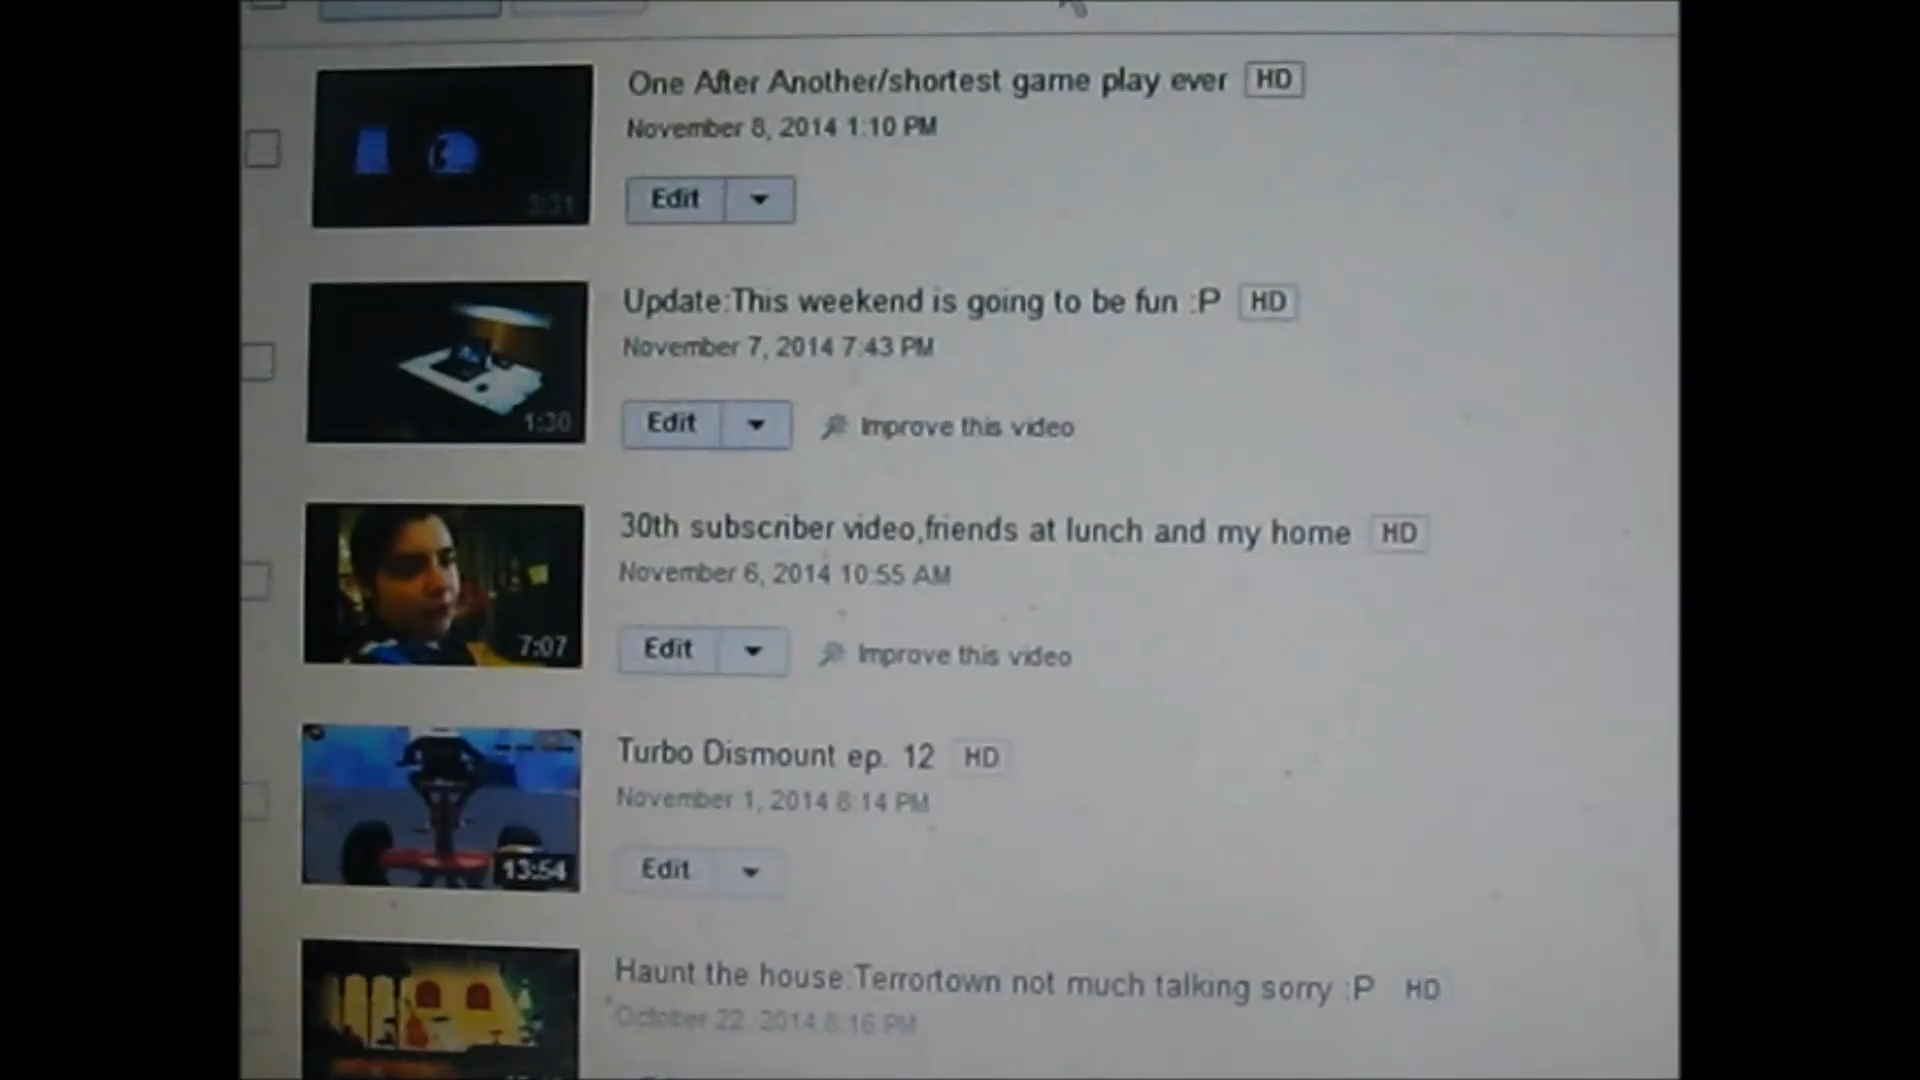 One After Another/shortest game play ever HD
November 8, 2014 1:10 PM
3:31
Edit
Update:This weekend is going to be fun :P HD
November 7, 2014 7:43 PM
1:30
Edit Improve this video
30th subscriber video,friends at lunch and my home HD
November 6, 2014 10:55 AM
7:07
Edit Improve this video
Turbo Dismount ep. 12 HD
November 1, 2014 8:14 PM
13:54
Edit
Haunt the house:Terrortown not much talking sorry :P HD
October 22, 2014 8:16 PM